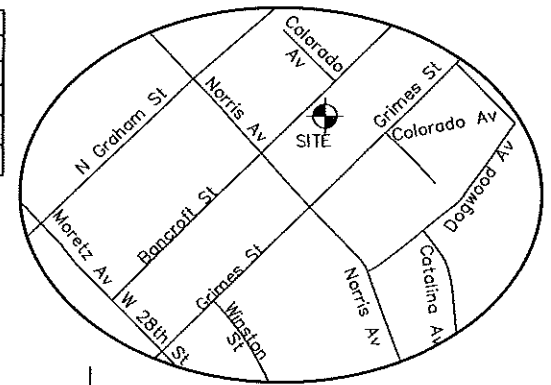 Colorado
Av
Norris Av
N Graham St
SITE
Grimes St
Colorado Av
Dogwood Av
Bancroft St
Moretz Av
W 28th St
Grimes St
Winston
St
Norris Av
Catalina Av